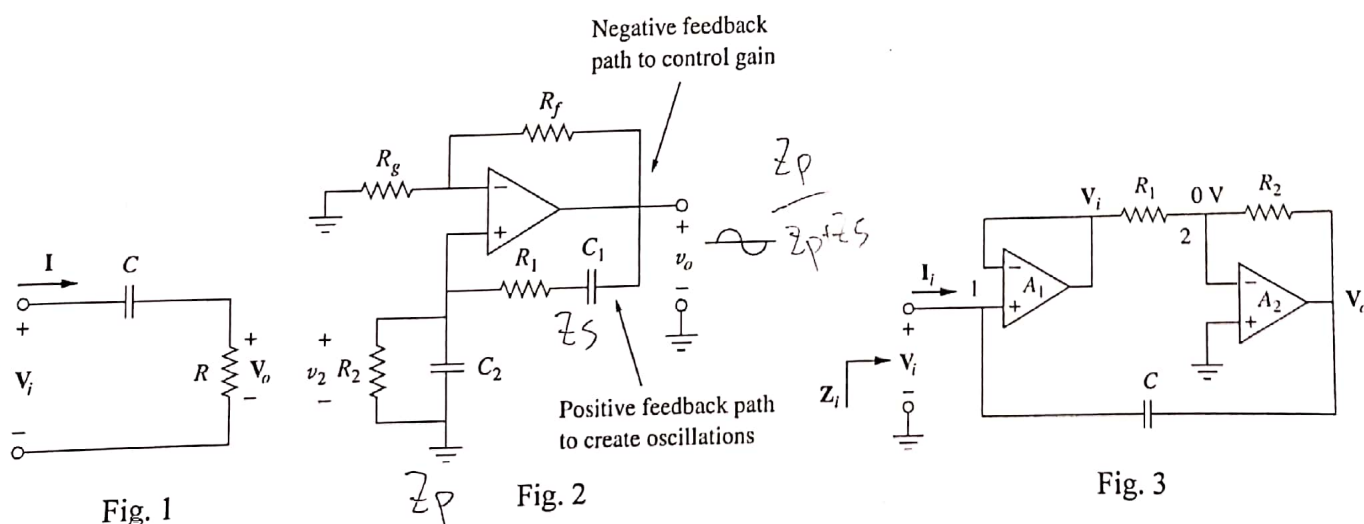 Negative feedback
path to control gain
R_f
R_g
−
+
R_1
C_1
Zs
+
v_o
−
Zp
Zp+Zs
+
v_2
−
R_2
C_2
Positive feedback path
to create oscillations
Zp
Fig. 2
I
C
+
V_i
−
R
+
V_o
−
Fig. 1
V_i
R_1
0 V
2
R_2
I_i
1
−
A_1
+
−
A_2
+
+
V_i
−
Z_i
C
Fig. 3